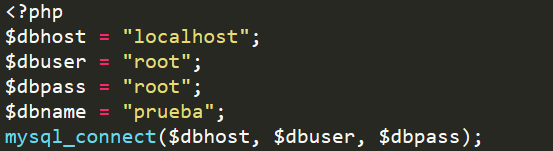 <?php
$dbhost = "localhost";
$dbuser = "root";
$dbpass = "root";
$dbname = "prueba";
mysql_connect($dbhost, $dbuser, $dbpass);